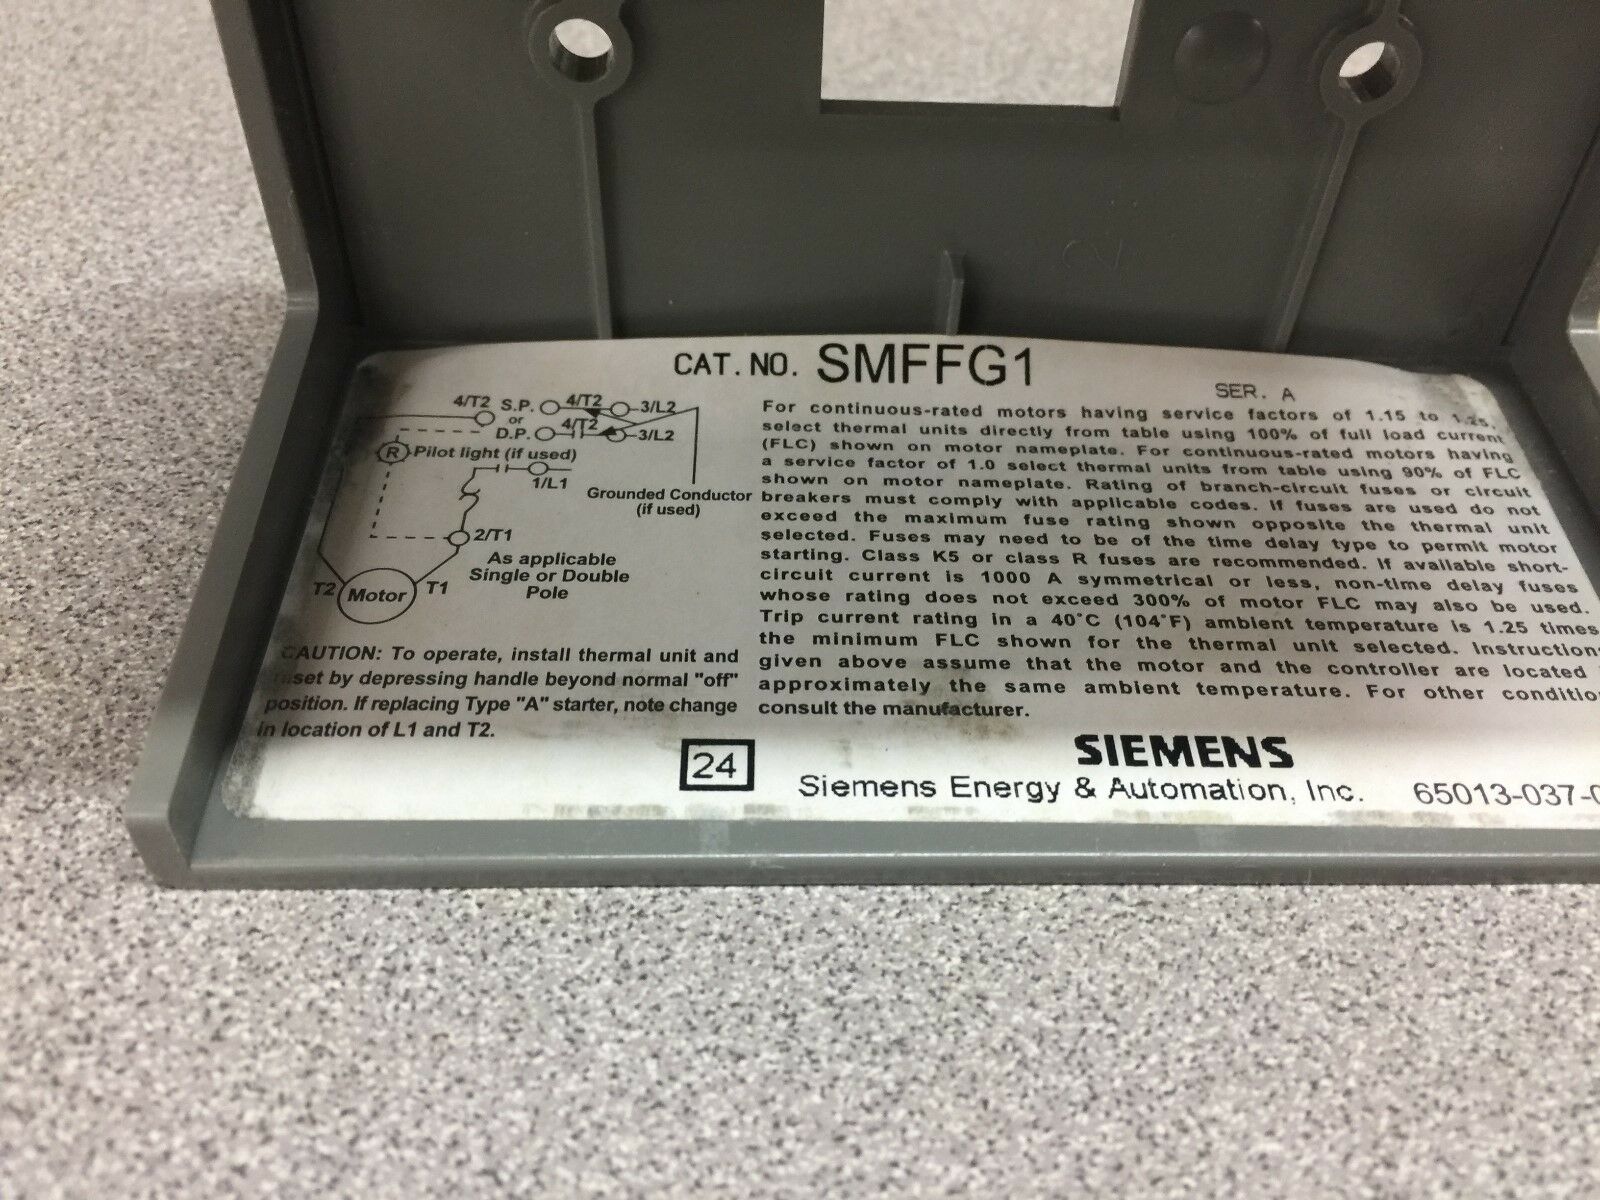 CAT. NO. SMFFG1
SER. A
4/T2 S.P. 4/T2 3/L2
or
D.P. 4/T2 3/L2
R Pilot light (if used)
1/L1
Grounded Conductor
(if used)
2/T1
As applicable
Single or Double
Pole
T2 Motor T1
CAUTION: To operate, install thermal unit and
reset by depressing handle beyond normal "off"
position. If replacing Type "A" starter, note change
in location of L1 and T2.
For continuous-rated motors having service factors of 1.15 to 1.25,
select thermal units directly from table using 100% of full load current
(FLC) shown on motor nameplate. For continuous-rated motors having
a service factor of 1.0 select thermal units from table using 90% of FLC
shown on motor nameplate. Rating of branch-circuit fuses or circuit
breakers must comply with applicable codes. If fuses are used do not
exceed the maximum fuse rating shown opposite the thermal unit
selected. Fuses may need to be of the time delay type to permit motor
starting. Class K5 or class R fuses are recommended. If available short-
circuit current is 1000 A symmetrical or less, non-time delay fuses
whose rating does not exceed 300% of motor FLC may also be used.
Trip current rating in a 40°C (104°F) ambient temperature is 1.25 times
the minimum FLC shown for the thermal unit selected. Instructions
given above assume that the motor and the controller are located
approximately the same ambient temperature. For other condition
consult the manufacturer.
24
SIEMENS
Siemens Energy & Automation, Inc. 65013-037-0